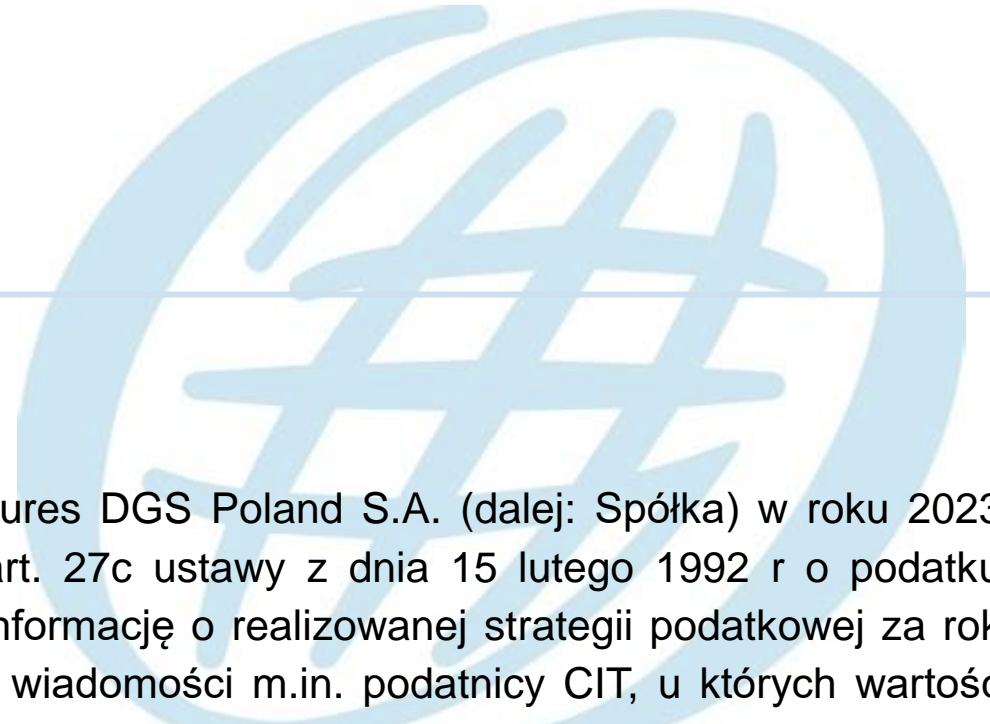 ures DGS Poland S.A. (dalej: Spółka) w roku 2023
art. 27c ustawy z dnia 15 lutego 1992 r o podatku
nformację o realizowanej strategii podatkowej za rok
wiadomości m.in. podatnicy CIT, u których wartość